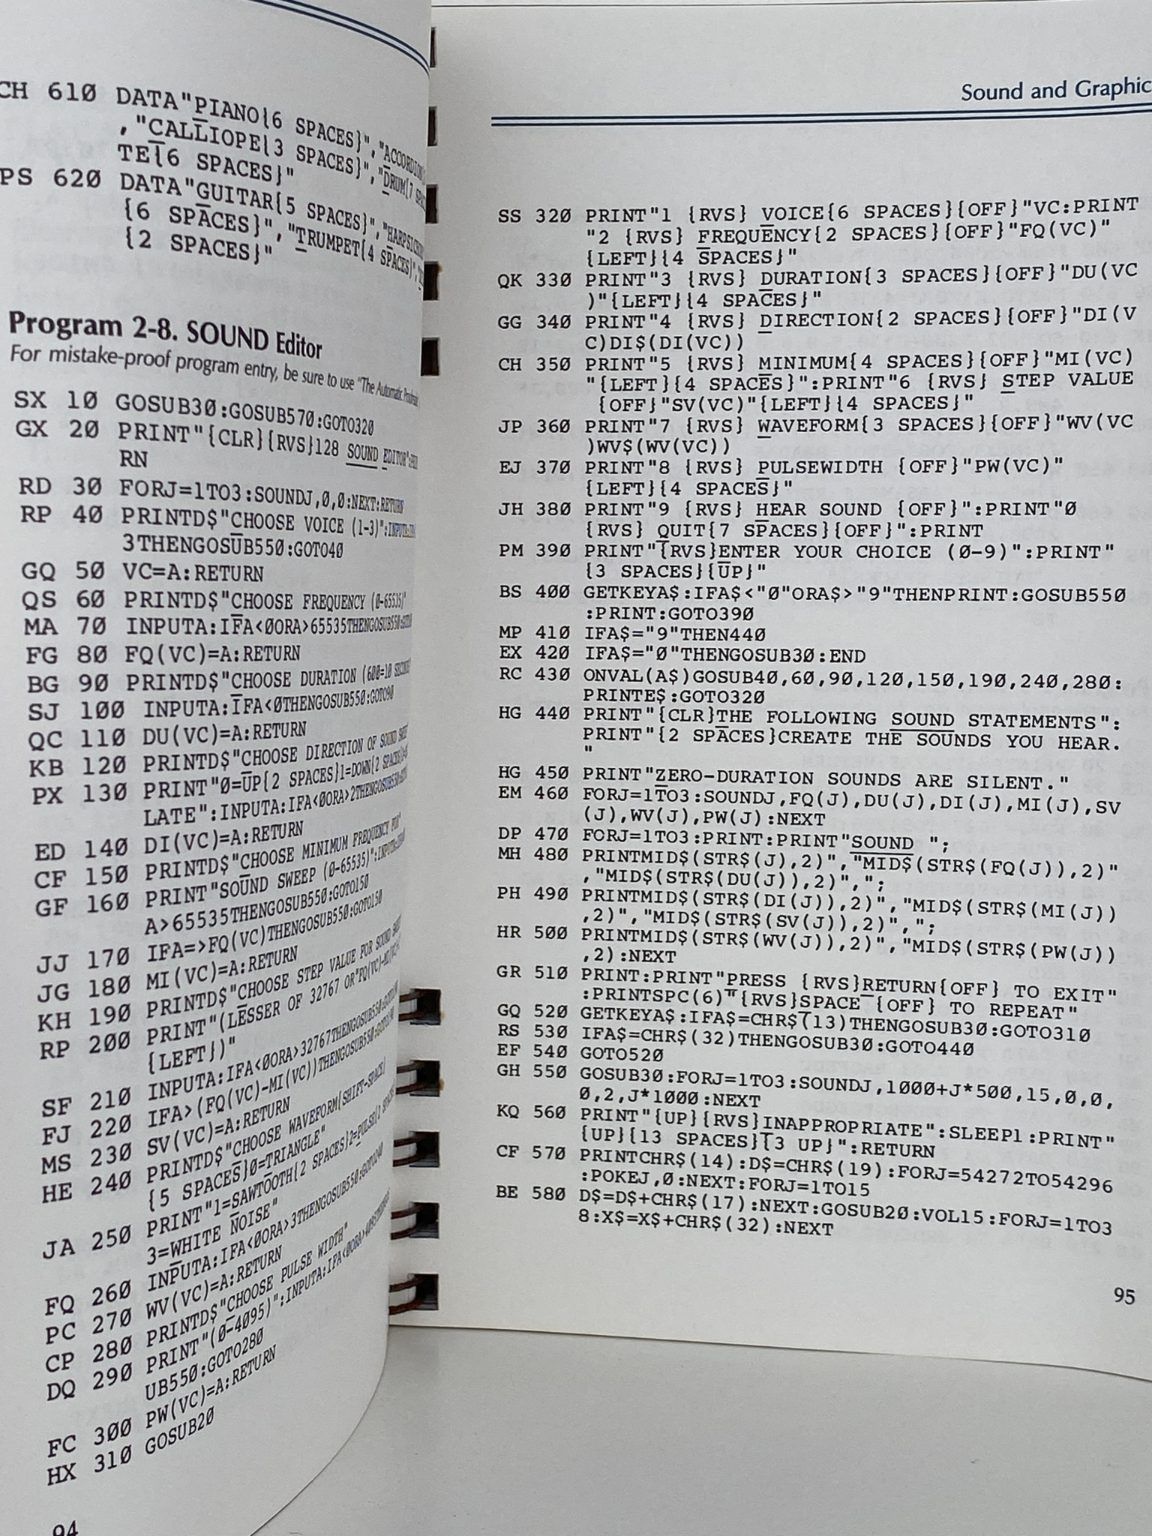 CH 610 DATA"PIANO{6 SPACES}","ACCORDION
,"CALLIOPE{3 SPACES}","DRUM{7
TE{6 SPACES}"
PS 620 DATA"GUITAR{5 SPACES}",
{6 SPACES}","TRUMPET{4 SPACES}"
{2 SPACES}"
Program 2-8. SOUND Editor
For mistake-proof program entry, be sure to use "The Automatic
SX 10 GOSUB30:GOSUB570:GOTO320
GX 20 PRINT"{CLR}{RVS}128 SOUND EDITOR"
RN
RD 30 FORJ=1TO3:SOUNDJ,0,0:NEXT:RETURN
RP 40 PRINTD$"CHOOSE VOICE (1-3)":
3THENGOSUB550:GOTO40
GQ 50 VC=A:RETURN
QS 60 PRINTD$"CHOOSE FREQUENCY (0-65535)"
MA 70 INPUTA:IFA<0ORA>65535THENGOSUB550:GOTO
FG 80 FQ(VC)=A:RETURN
BG 90 PRINTD$"CHOOSE DURATION (600=10
SJ 100 INPUTA:IFA<0THENGOSUB550:GOTO90
QC 110 DU(VC)=A:RETURN
KB 120 PRINTD$"CHOOSE DIRECTION OF SOUND
PX 130 PRINT"0=UP{2 SPACES}1=DOWN{2 SPACES}
LATE":INPUTA:IFA<0ORA>2THENGOSUB550:
ED 140 DI(VC)=A:RETURN
CF 150 PRINTD$"CHOOSE MINIMUM FREQUENCY FOR"
GF 160 PRINT"SOUND SWEEP (0-65535)":
A>65535THENGOSUB550:GOTO150
JJ 170 IFA=>FQ(VC)THENGOSUB550:GOTO150
JG 180 MI(VC)=A:RETURN
KH 190 PRINTD$"CHOOSE STEP VALUE FOR SOUND
RP 200 PRINT"(LESSER OF 32767 OR"
{LEFT})"
SF 210 INPUTA:IFA<0ORA>32767THENGOSUB550:
FJ 220 IFA>(FQ(VC)-MI(VC))THENGOSUB550:
MS 230 SV(VC)=A:RETURN
HE 240 PRINTD$"CHOOSE WAVEFORM{SHIFT-SPACE}
{5 SPACES}0=TRIANGLE"
JA 250 PRINT"1=SAWTOOTH{2 SPACES}2=PULSE
3=WHITE NOISE"
FQ 260 INPUTA:IFA<0ORA>3THENGOSUB550:GOTO240
PC 270 WV(VC)=A:RETURN
CP 280 PRINTD$"CHOOSE PULSE WIDTH"
DQ 290 PRINT"(0-4095)":INPUTA:IFA<0ORA>
UB550:GOTO280
FC 300 PW(VC)=A:RETURN
HX 310 GOSUB20
94
Sound and Graphic
SS 320 PRINT"1 {RVS} VOICE{6 SPACES}{OFF}"VC:PRINT
"2 {RVS} FREQUENCY{2 SPACES}{OFF}"FQ(VC)"
{LEFT}{4 SPACES}"
QK 330 PRINT"3 {RVS} DURATION{3 SPACES}{OFF}"DU(VC
)"{LEFT}{4 SPACES}"
GG 340 PRINT"4 {RVS} DIRECTION{2 SPACES}{OFF}"DI(V
C)DI$(DI(VC))
CH 350 PRINT"5 {RVS} MINIMUM{4 SPACES}{OFF}"MI(VC)
"{LEFT}{4 SPACES}":PRINT"6 {RVS} STEP VALUE
{OFF}"SV(VC)"{LEFT}{4 SPACES}"
JP 360 PRINT"7 {RVS} WAVEFORM{3 SPACES}{OFF}"WV(VC
)WV$(WV(VC))
EJ 370 PRINT"8 {RVS} PULSEWIDTH {OFF}"PW(VC)"
{LEFT}{4 SPACES}"
JH 380 PRINT"9 {RVS} HEAR SOUND {OFF}":PRINT"0
{RVS} QUIT{7 SPACES}{OFF}":PRINT
PM 390 PRINT"{RVS}ENTER YOUR CHOICE (0-9)":PRINT"
{3 SPACES}{UP}"
BS 400 GETKEYA$:IFA$<"0"ORA$>"9"THENPRINT:GOSUB550
:PRINT:GOTO390
MP 410 IFA$="9"THEN440
EX 420 IFA$="0"THENGOSUB30:END
RC 430 ONVAL(A$)GOSUB40,60,90,120,150,190,240,280:
PRINTE$:GOTO320
HG 440 PRINT"{CLR}THE FOLLOWING SOUND STATEMENTS":
PRINT"{2 SPACES}CREATE THE SOUNDS YOU HEAR.
"
HG 450 PRINT"ZERO-DURATION SOUNDS ARE SILENT."
EM 460 FORJ=1TO3:SOUNDJ,FQ(J),DU(J),DI(J),MI(J),SV
(J),WV(J),PW(J):NEXT
DP 470 FORJ=1TO3:PRINT:PRINT"SOUND ";
MH 480 PRINTMID$(STR$(J),2)","MID$(STR$(FQ(J)),2)"
,"MID$(STR$(DU(J)),2)",";
PH 490 PRINTMID$(STR$(DI(J)),2)","MID$(STR$(MI(J))
,2)","MID$(STR$(SV(J)),2)",";
HR 500 PRINTMID$(STR$(WV(J)),2)","MID$(STR$(PW(J))
,2):NEXT
GR 510 PRINT:PRINT"PRESS {RVS}RETURN{OFF} TO EXIT"
:PRINTSPC(6)"{RVS}SPACE {OFF} TO REPEAT"
GQ 520 GETKEYA$:IFA$=CHR$(13)THENGOSUB30:GOTO310
RS 530 IFA$=CHR$(32)THENGOSUB30:GOTO440
EF 540 GOTO520
GH 550 GOSUB30:FORJ=1TO3:SOUNDJ,1000+J*500,15,0,0,
0,2,J*1000:NEXT
KQ 560 PRINT"{UP}{RVS}INAPPROPRIATE":SLEEP1:PRINT"
{UP}{13 SPACES}{3 UP}":RETURN
CF 570 PRINTCHR$(14):D$=CHR$(19):FORJ=54272TO54296
:POKEJ,0:NEXT:FORJ=1TO15
BE 580 D$=D$+CHR$(17):NEXT:GOSUB20:VOL15:FORJ=1TO3
8:X$=X$+CHR$(32):NEXT
95